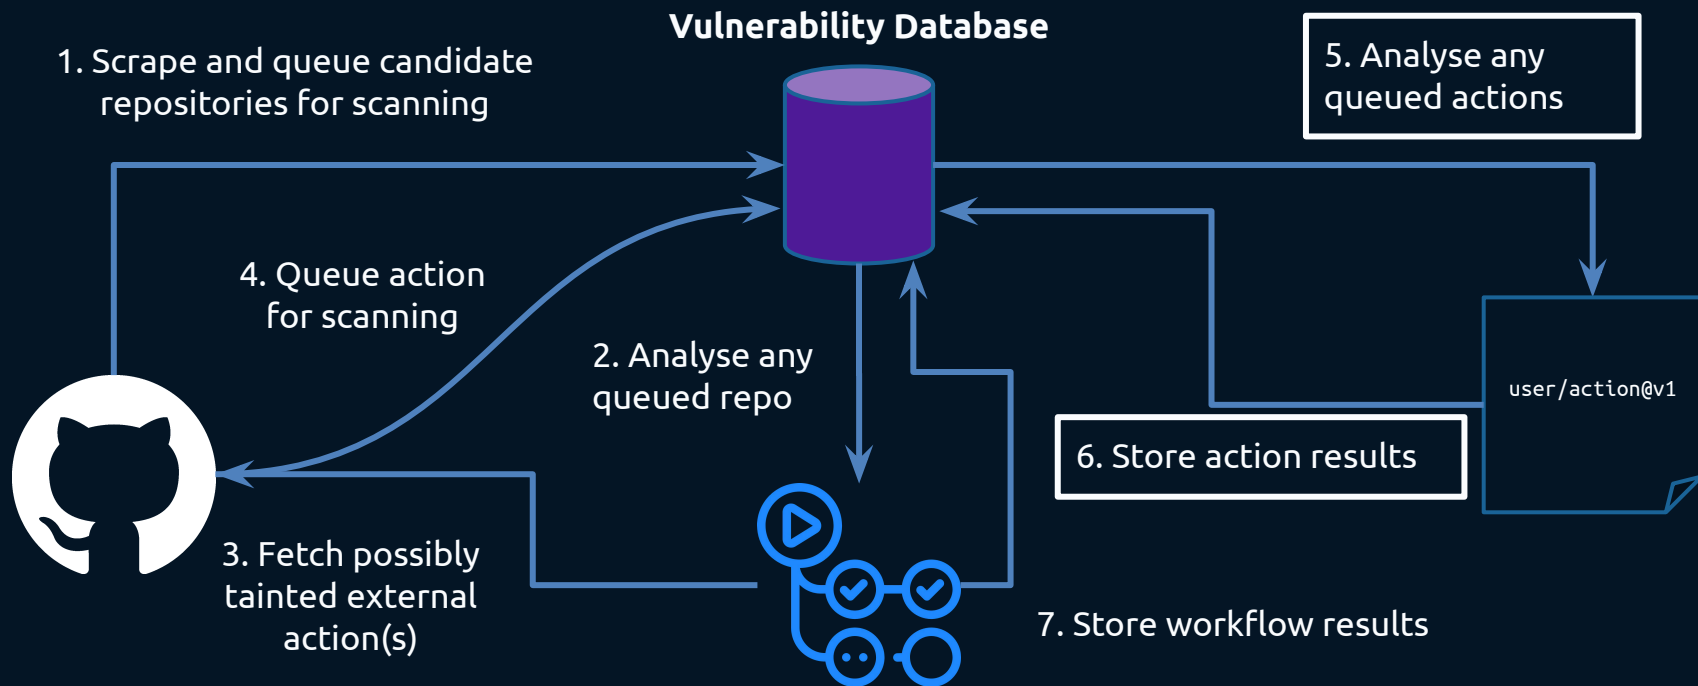 Vulnerability Database
1. Scrape and queue candidate
repositories for scanning
5. Analyse any
queued actions
4. Queue action
for scanning
2. Analyse any
queued repo
user/action@v1
6. Store action results
3. Fetch possibly
tainted external
action(s)
7. Store workflow results